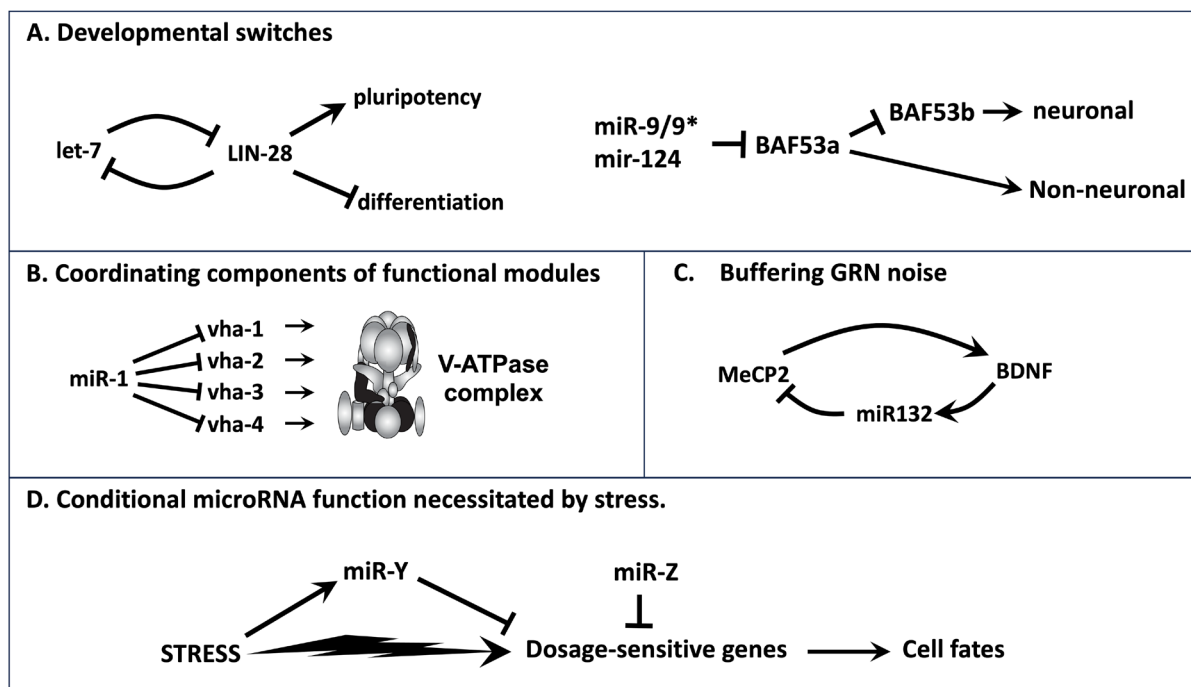 A. Developmental switches
let-7
LIN-28
pluripotency
differentiation
miR-9/9*
mir-124
BAF53a
BAF53b
neuronal
Non-neuronal
B. Coordinating components of functional modules
miR-1
vha-1
vha-2
vha-3
vha-4
V-ATPase
complex
C. Buffering GRN noise
MeCP2
BDNF
miR132
D. Conditional microRNA function necessitated by stress.
miR-Y
miR-Z
STRESS
Dosage-sensitive genes
Cell fates